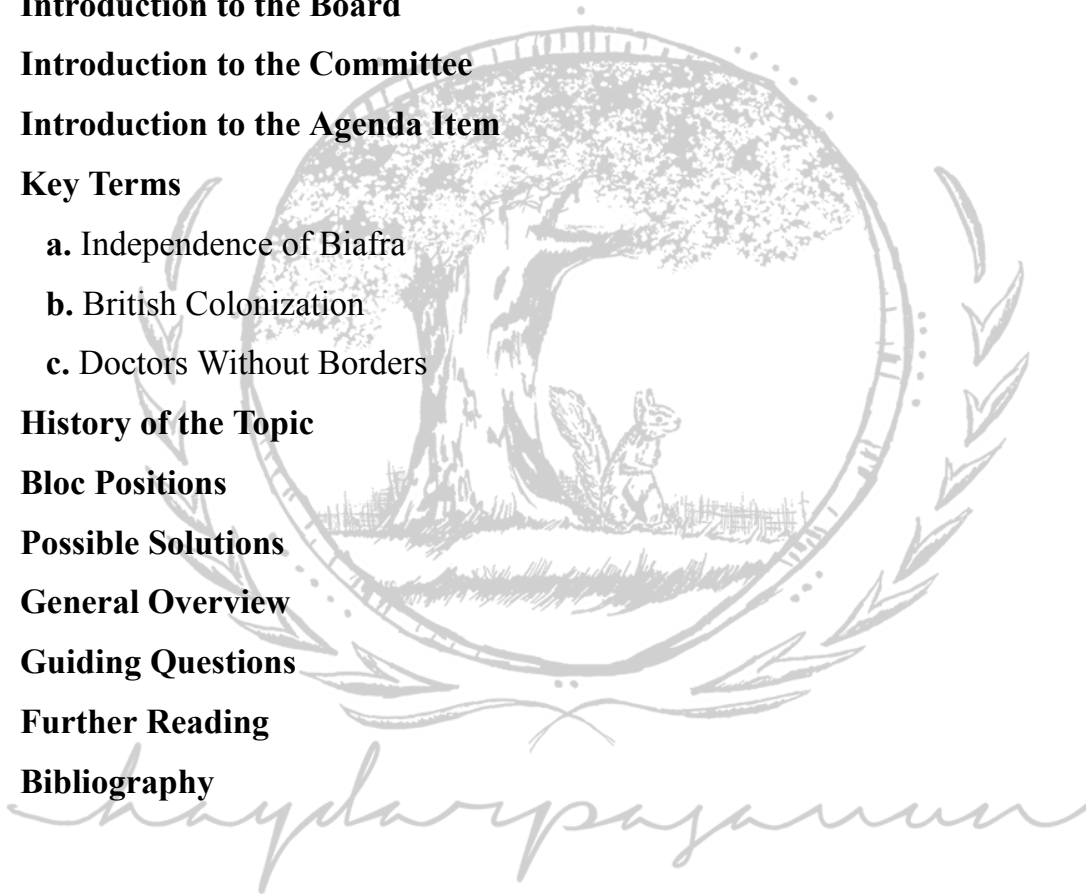 Introduction to the Board
Introduction to the Committee
Introduction to the Agenda Item
Key Terms
a. Independence of Biafra
b. British Colonization
c. Doctors Without Borders
History of the Topic
Bloc Positions
Possible Solutions
General Overview
Guiding Questions
Further Reading
Bibliography
haydarpaşamun